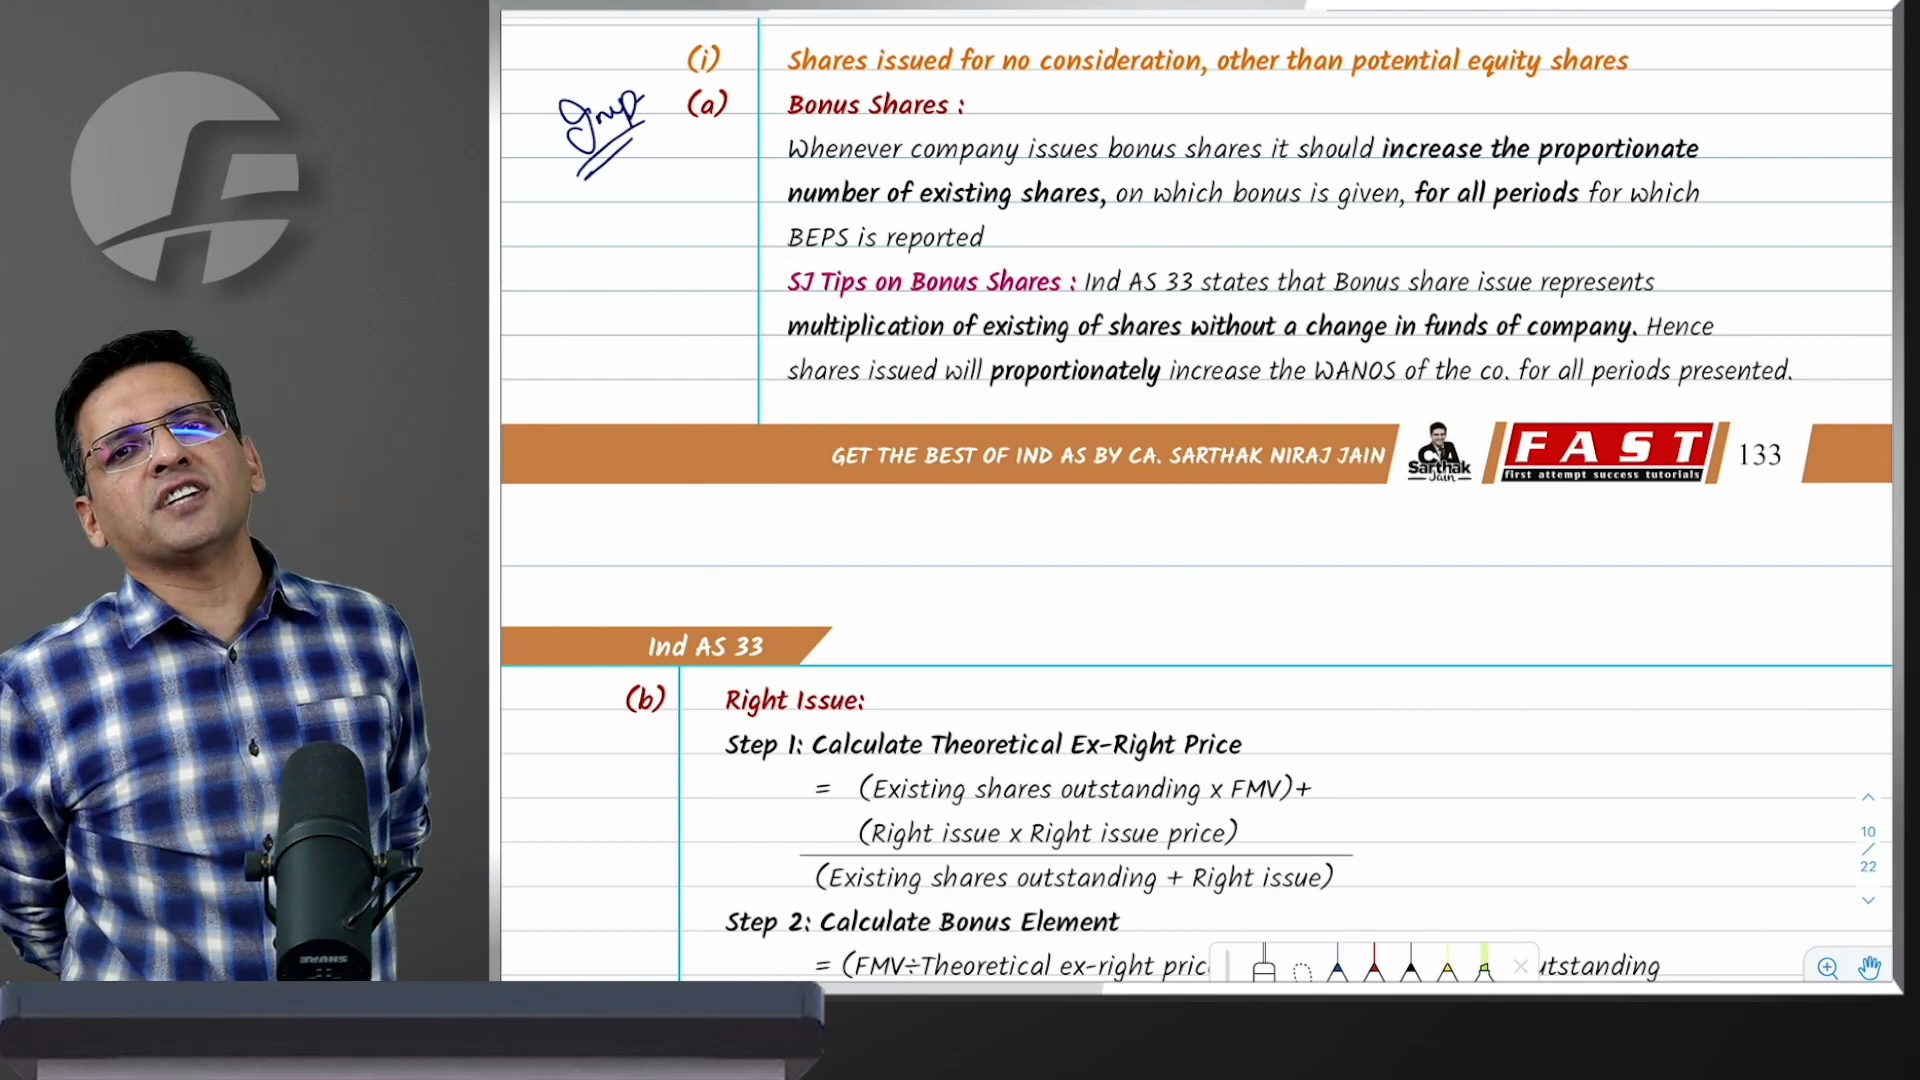 (i) Shares issued for no consideration, other than potential equity shares
Imp (a) Bonus Shares :
Whenever company issues bonus shares it should increase the proportionate
number of existing shares, on which bonus is given, for all periods for which
BEPS is reported
SJ Tips on Bonus Shares : Ind AS 33 states that Bonus share issue represents
multiplication of existing of shares without a change in funds of company. Hence
shares issued will proportionately increase the WANOS of the co. for all periods presented.
GET THE BEST OF IND AS BY CA. SARTHAK NIRAJ JAIN
CA
Sarthak
Jain
FAST
first attempt success tutorials
133
Ind AS 33
(b) Right Issue:
Step 1: Calculate Theoretical Ex-Right Price
= (Existing shares outstanding x FMV)+
(Right issue x Right issue price)
(Existing shares outstanding + Right issue)
10
/
22
Step 2: Calculate Bonus Element
= (FMV÷Theoretical ex-right pric utstanding
SHURE